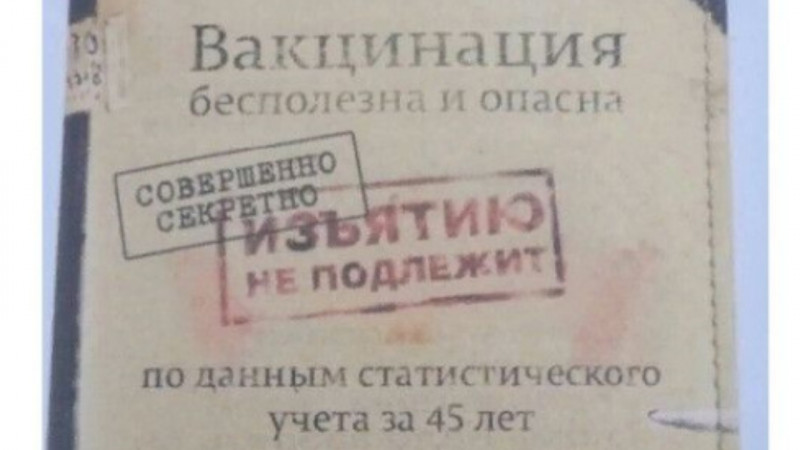 Вакцинация
бесполезна и опасна
СОВЕРШЕННО
СЕКРЕТНО
ИЗЪЯТИЮ
НЕ ПОДЛЕЖИТ
по данным статистического
учета за 45 лет